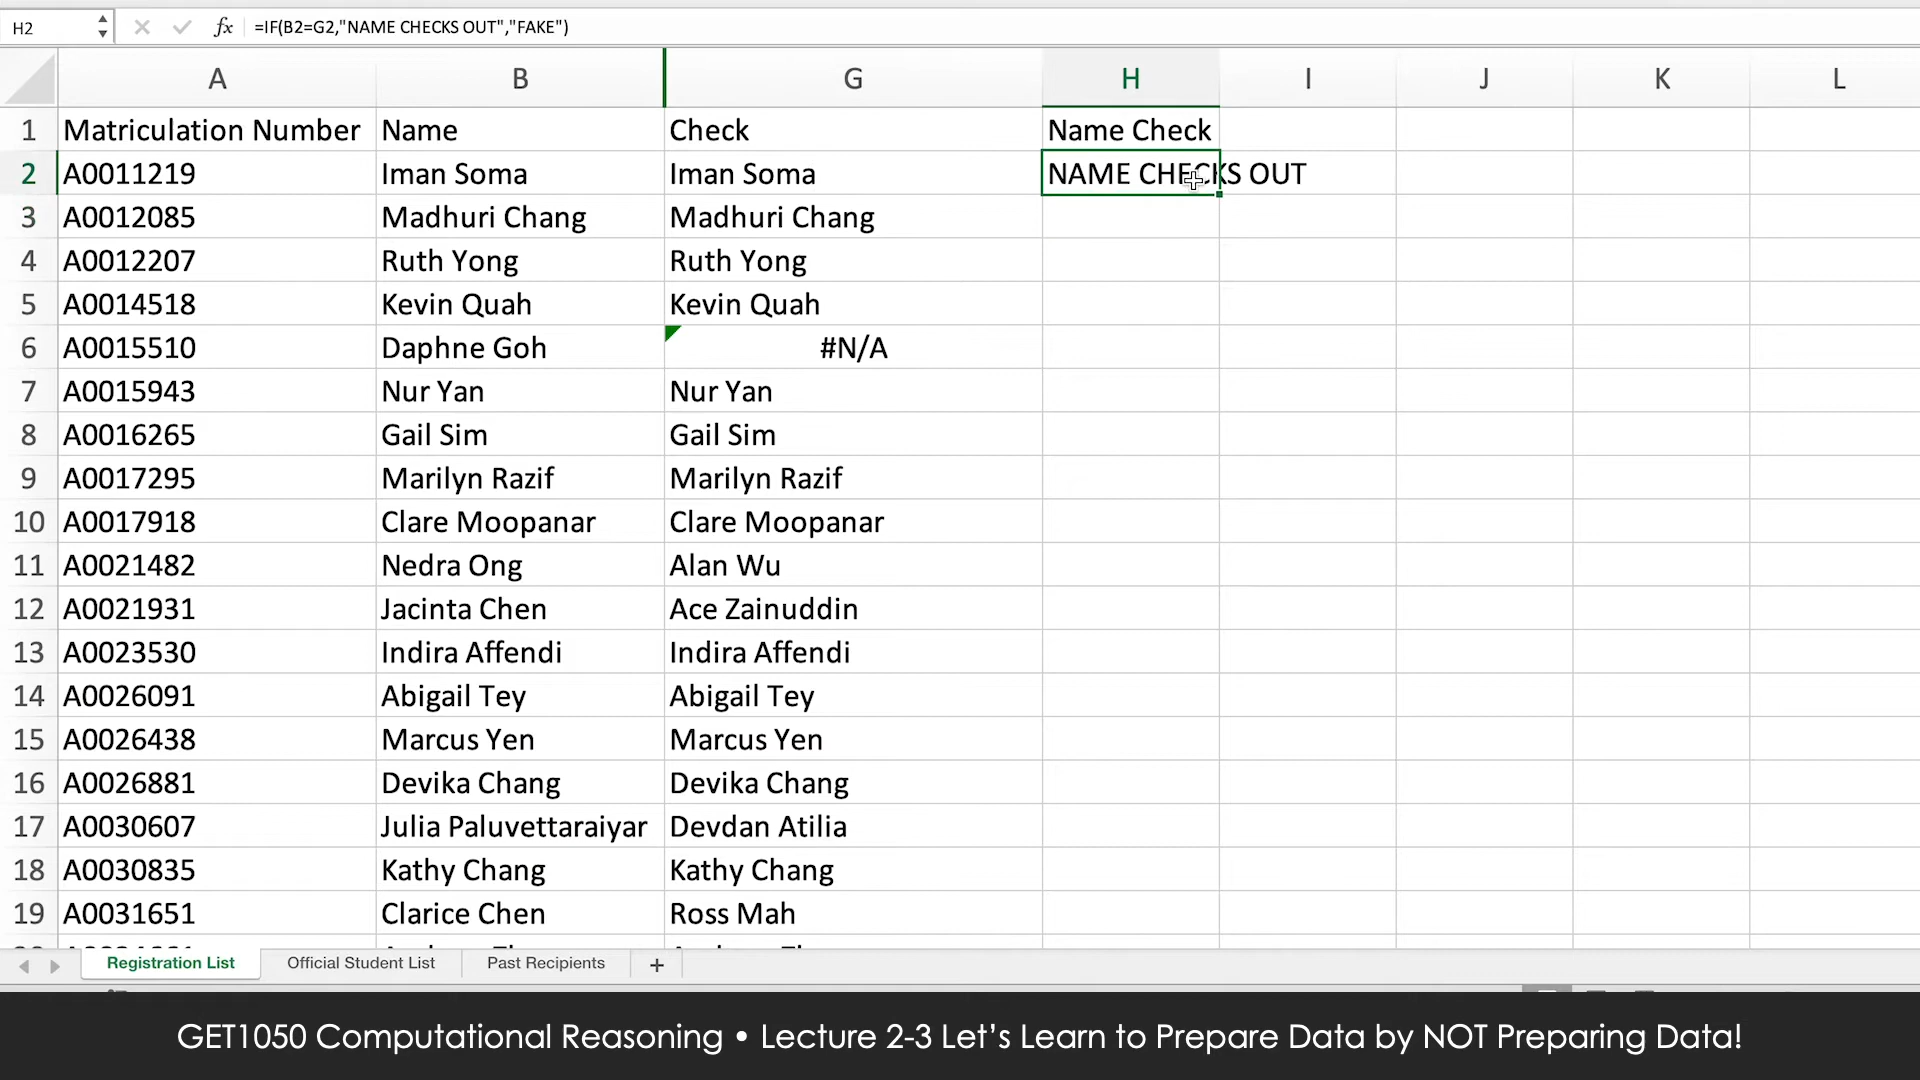 H2 fx =IF(B2=G2,"NAME CHECKS OUT","FAKE")
A B G H I J K L
1 Matriculation Number Name Check Name Check
2 A0011219 Iman Soma Iman Soma NAME CHECKS OUT
3 A0012085 Madhuri Chang Madhuri Chang
4 A0012207 Ruth Yong Ruth Yong
5 A0014518 Kevin Quah Kevin Quah
6 A0015510 Daphne Goh #N/A
7 A0015943 Nur Yan Nur Yan
8 A0016265 Gail Sim Gail Sim
9 A0017295 Marilyn Razif Marilyn Razif
10 A0017918 Clare Moopanar Clare Moopanar
11 A0021482 Nedra Ong Alan Wu
12 A0021931 Jacinta Chen Ace Zainuddin
13 A0023530 Indira Affendi Indira Affendi
14 A0026091 Abigail Tey Abigail Tey
15 A0026438 Marcus Yen Marcus Yen
16 A0026881 Devika Chang Devika Chang
17 A0030607 Julia Paluvettaraiyar Devdan Atilia
18 A0030835 Kathy Chang Kathy Chang
19 A0031651 Clarice Chen Ross Mah
Registration List Official Student List Past Recipients +
GET1050 Computational Reasoning • Lecture 2-3 Let’s Learn to Prepare Data by NOT Preparing Data!